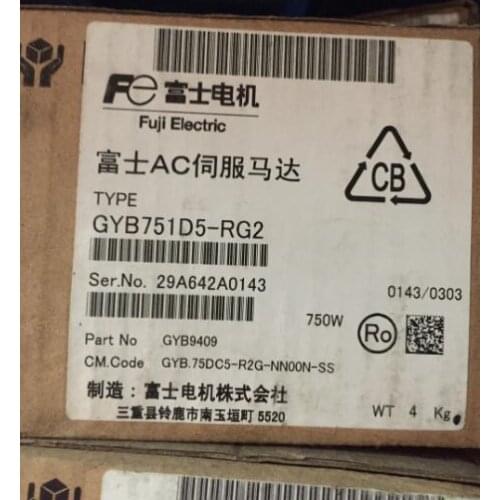 Fe 富士电机
Fuji Electric
富士AC伺服马达
CB
TYPE
GYB751D5-RG2
Ser.No. 29A642A0143
0143/0303
750W
Ro
Part No GYB9409
CM.Code GYB.75DC5-R2G-NN00N-SS
制造：富士电机株式会社
三重县铃鹿市南玉垣町 5520
WT 4 Kg